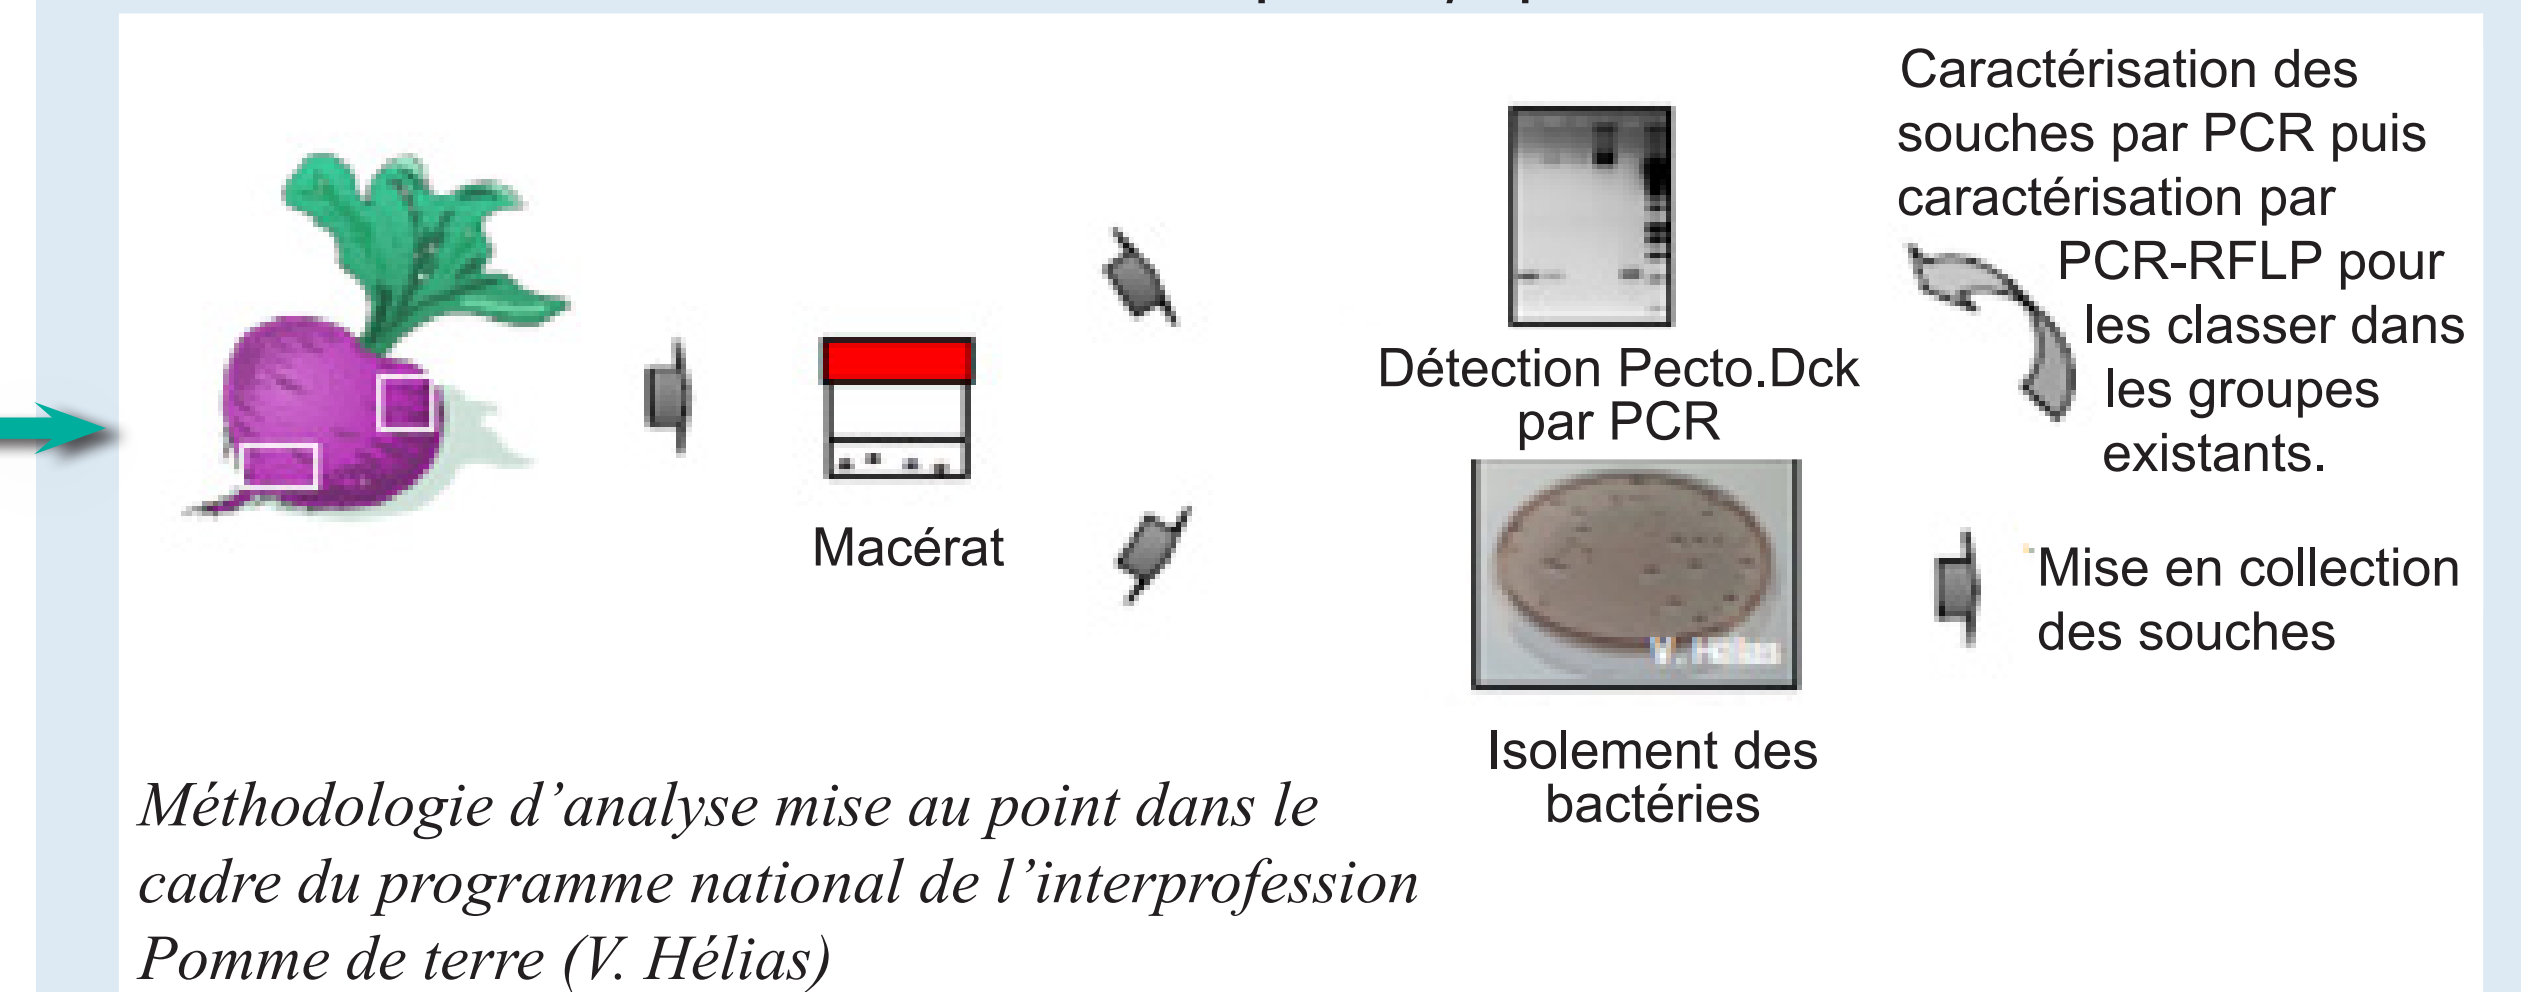 Caractérisation des
souches par PCR puis
caractérisation par
PCR-RFLP pour
les classer dans
les groupes
existants.
Détection Pecto.Dck
par PCR
Macérat
V. Hélias
Mise en collection
des souches
Isolement des
bactéries
Méthodologie d’analyse mise au point dans le
cadre du programme national de l’interprofession
Pomme de terre (V. Hélias)